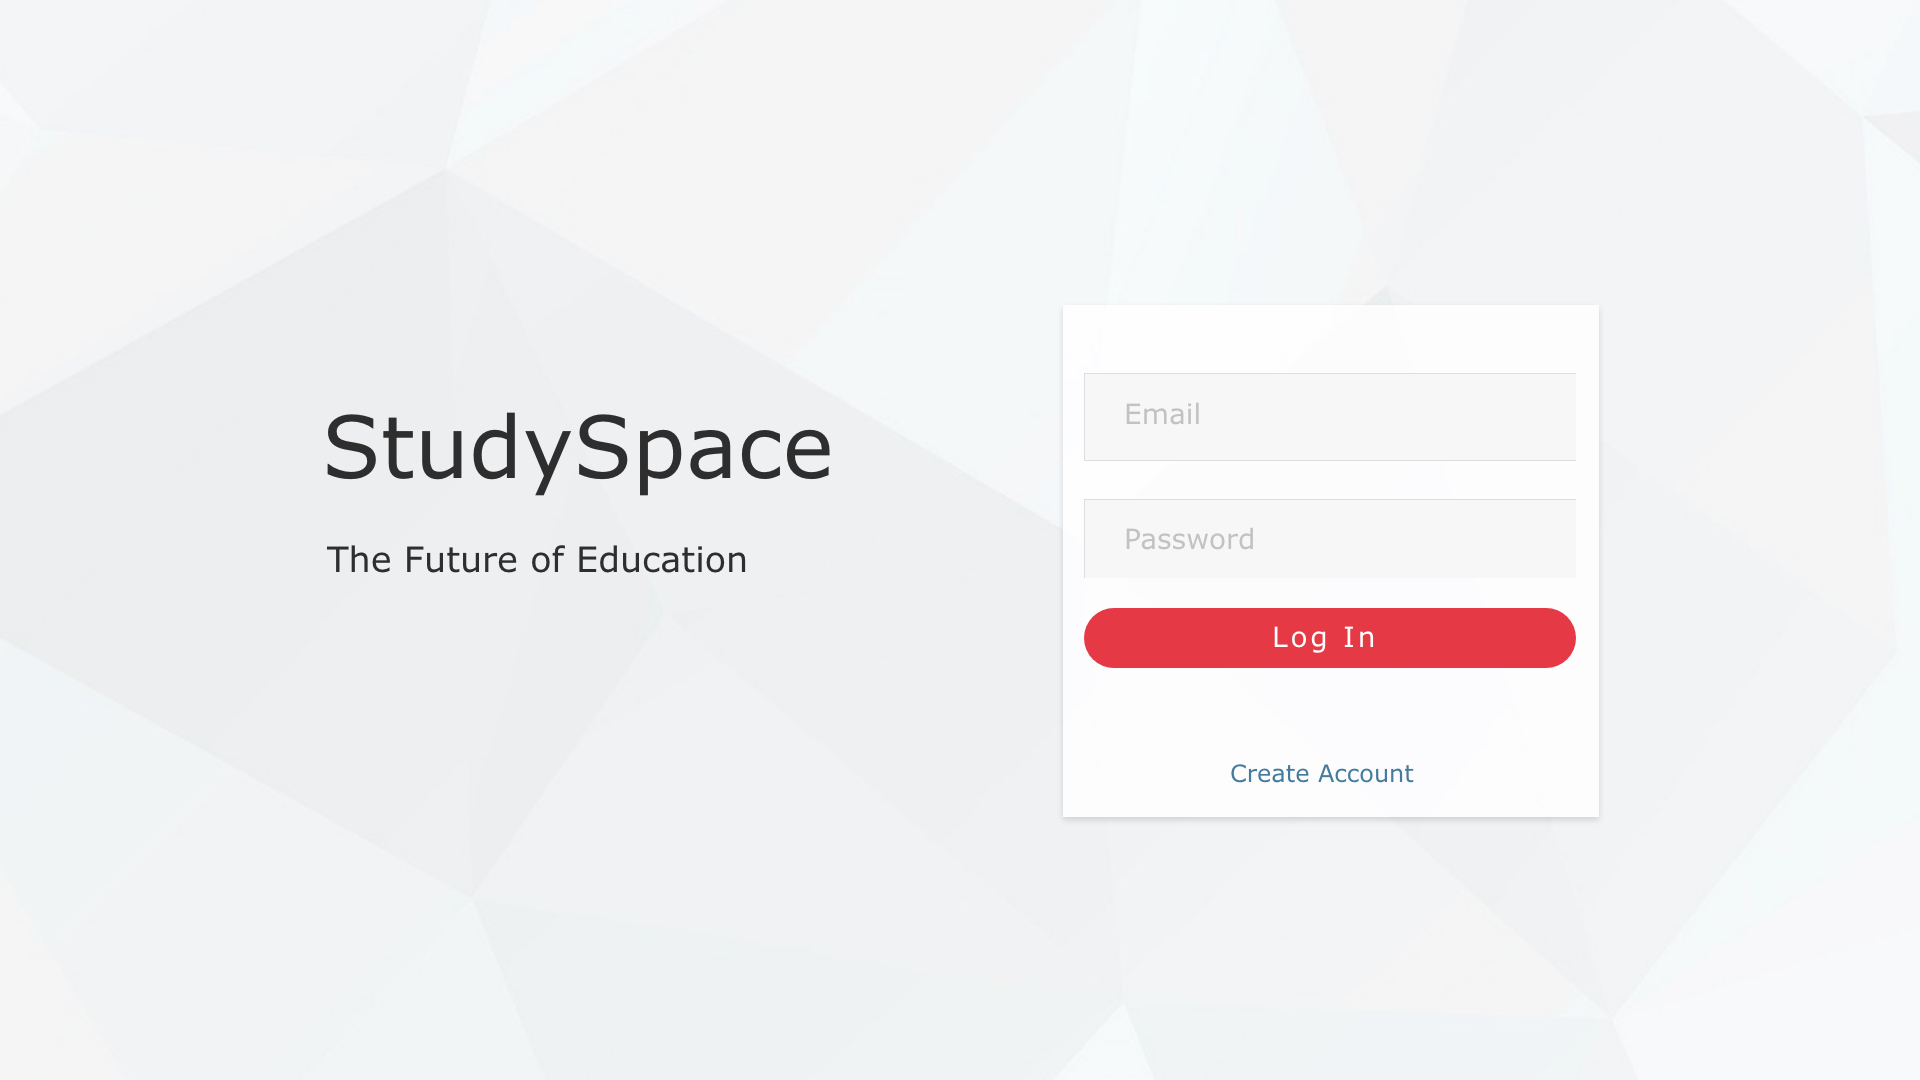 StudySpace
The Future of Education
Email
Password
Log In
Create Account